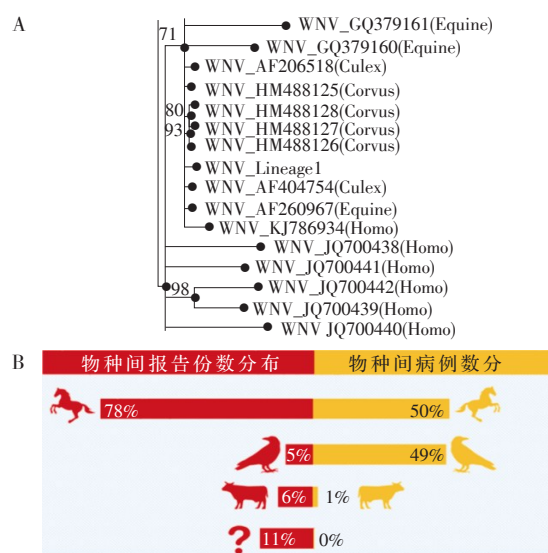 A
71
WNV_GQ379161(Equine)
WNV_GQ379160(Equine)
WNV_AF206518(Culex)
WNV_HM488125(Corvus)
80
WNV_HM488128(Corvus)
93
WNV_HM488127(Corvus)
WNV_HM488126(Corvus)
WNV_Lineage1
WNV_AF404754(Culex)
WNV_AF260967(Equine)
WNV_KJ786934(Homo)
WNV_JQ700438(Homo)
WNV_JQ700441(Homo)
98
WNV_JQ700442(Homo)
WNV_JQ700439(Homo)
WNV JQ700440(Homo)
B
物种间报告份数分布 物种间病例数分
78% 50%
5% 49%
6% 1%
? 11% 0%